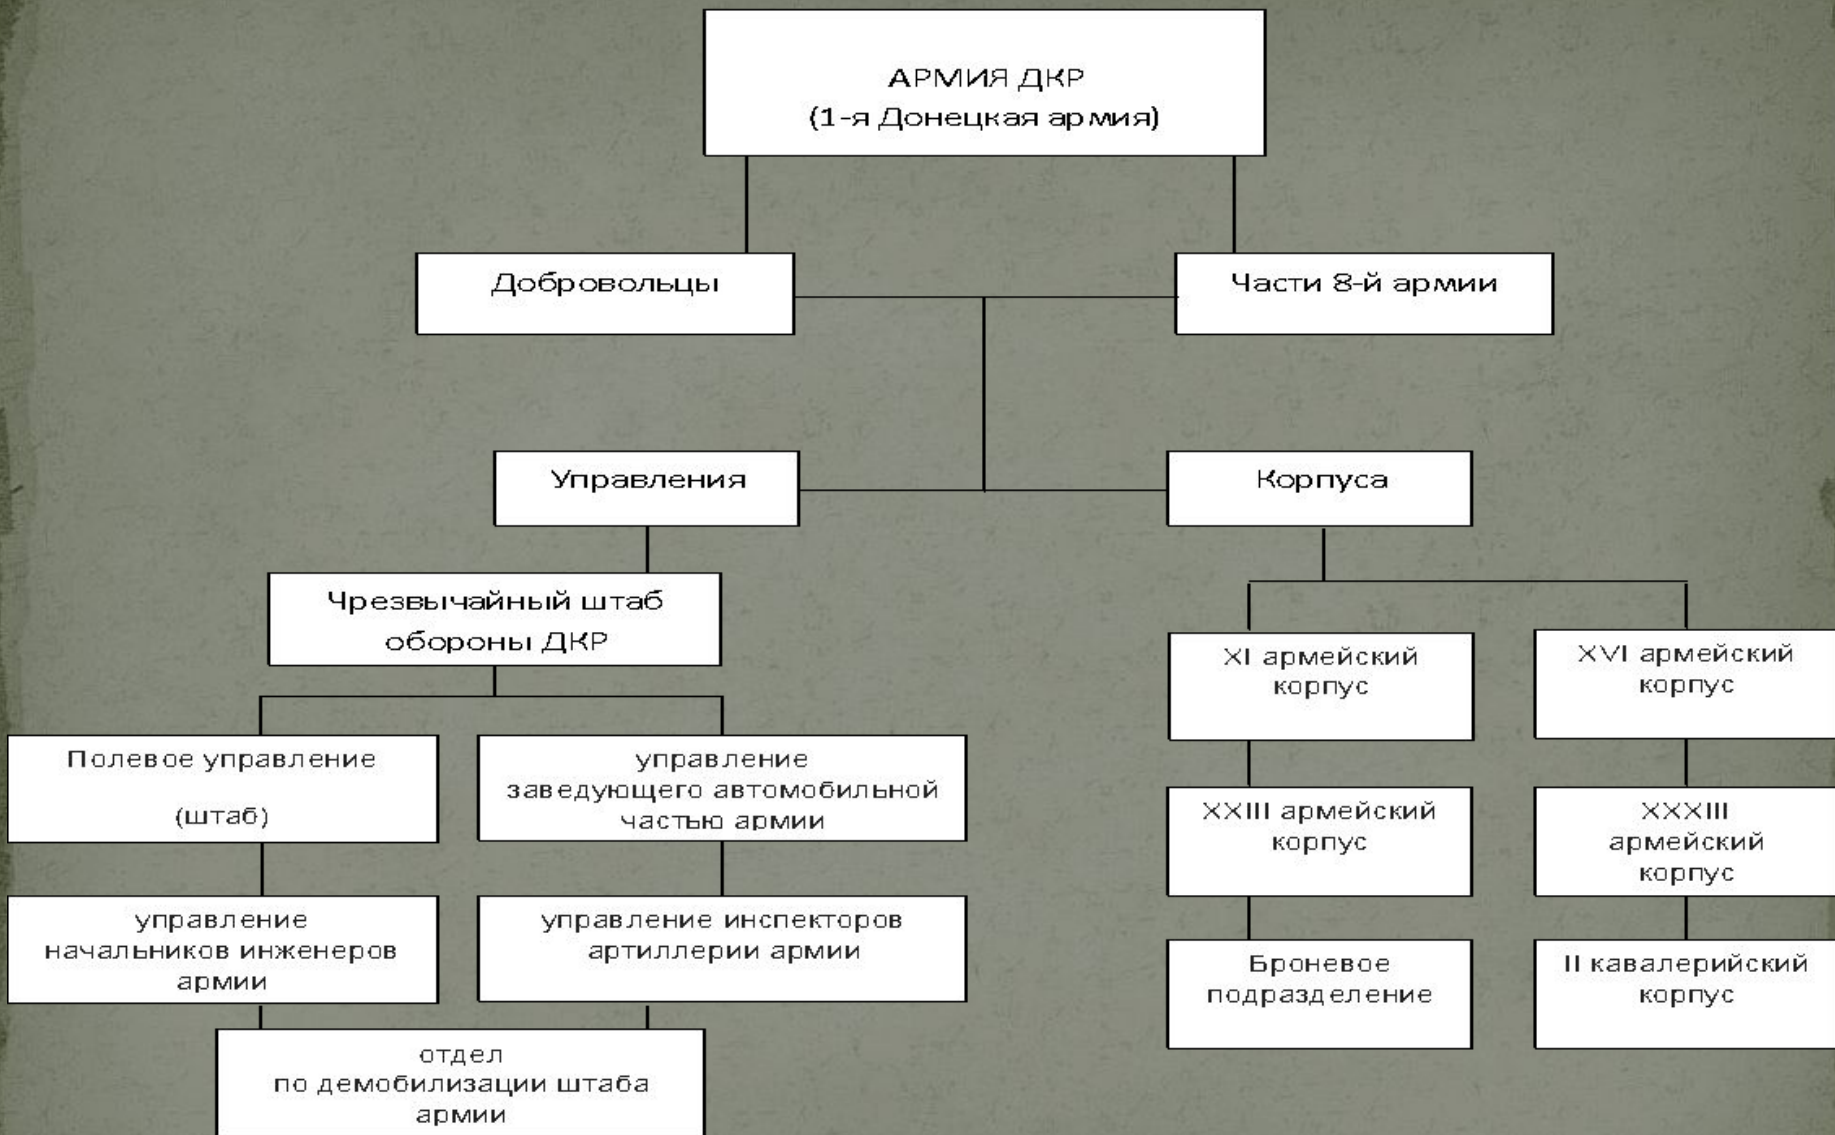 АРМИЯ ДКР
(1-я Донецкая армия)
Добровольцы
Части 8-й армии
Управления
Корпуса
Чрезвычайный штаб
обороны ДКР
Полевое управление
(штаб)
управление
заведующего автомобильной
частью армии
управление
начальников инженеров
армии
управление инспекторов
артиллерии армии
отдел
по демобилизации штаба
армии
XI армейский
корпус
XVI армейский
корпус
XXIII армейский
корпус
XXXIII
армейский
корпус
Броневое
подразделение
II кавалерийский
корпус